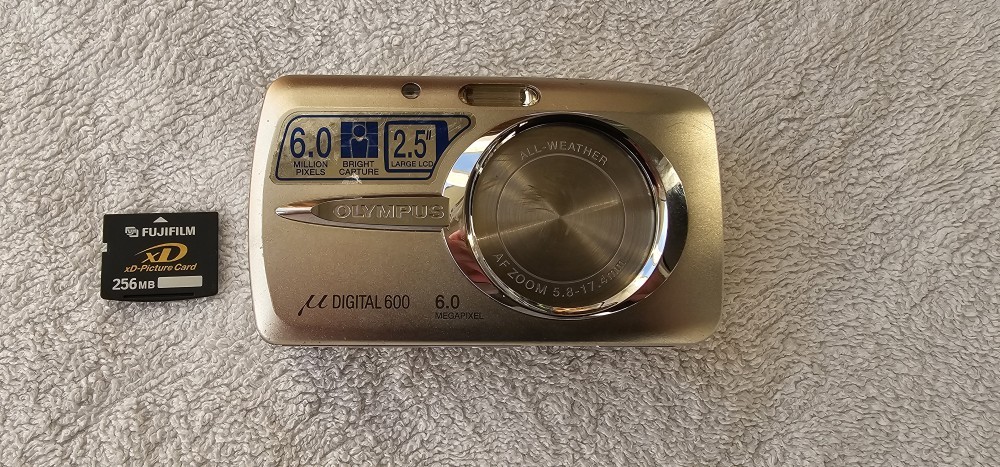 FUJIFILM
xD
xD-Picture Card
256MB
6.0
MILLION
PIXELS
BRIGHT
CAPTURE
2.5"
LARGE LCD
OLYMPUS
μ DIGITAL 600
6.0
MEGAPIXEL
ALL-WEATHER
AF ZOOM 5.8-17.4mm